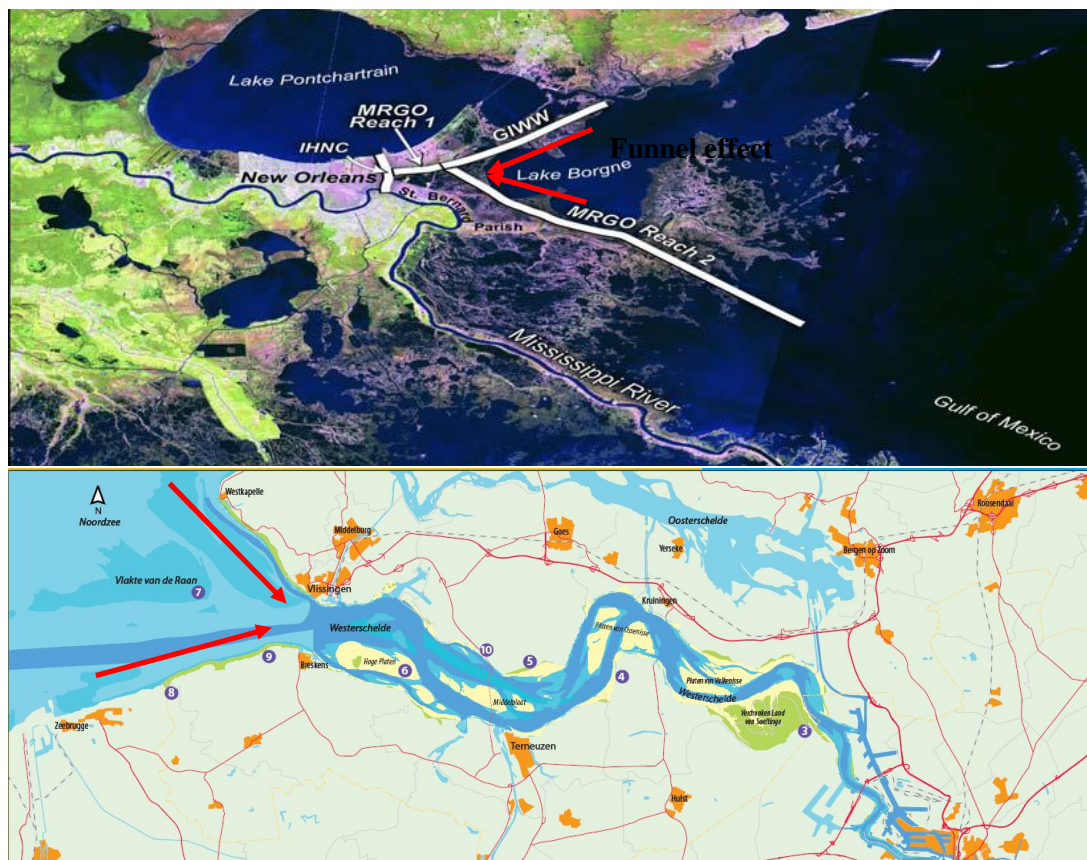 Lake Pontchartrain
MRGO
Reach 1
GIWW
IHNC
Funnel effect
New Orleans
Lake Borgne
St. Bernard
Parish
MRGO Reach 2
Mississippi River
Gulf of Mexico
N
Noordzee
Westkapelle
Middelburg
Goes
Yerseke
Oosterschelde
Bergen op Zoom
Roosendaal
Vlakte van de Raan
7
Vlissingen
Kruiningen
Westerschelde
Platen van Ossenisse
9
Breskens
Hoge Platen
6
10
5
4
Platen van Valkenisse
Westerschelde
8
Middelplaat
Verdronken Land
van Saeftinge
3
Zeebrugge
Terneuzen
Hulst